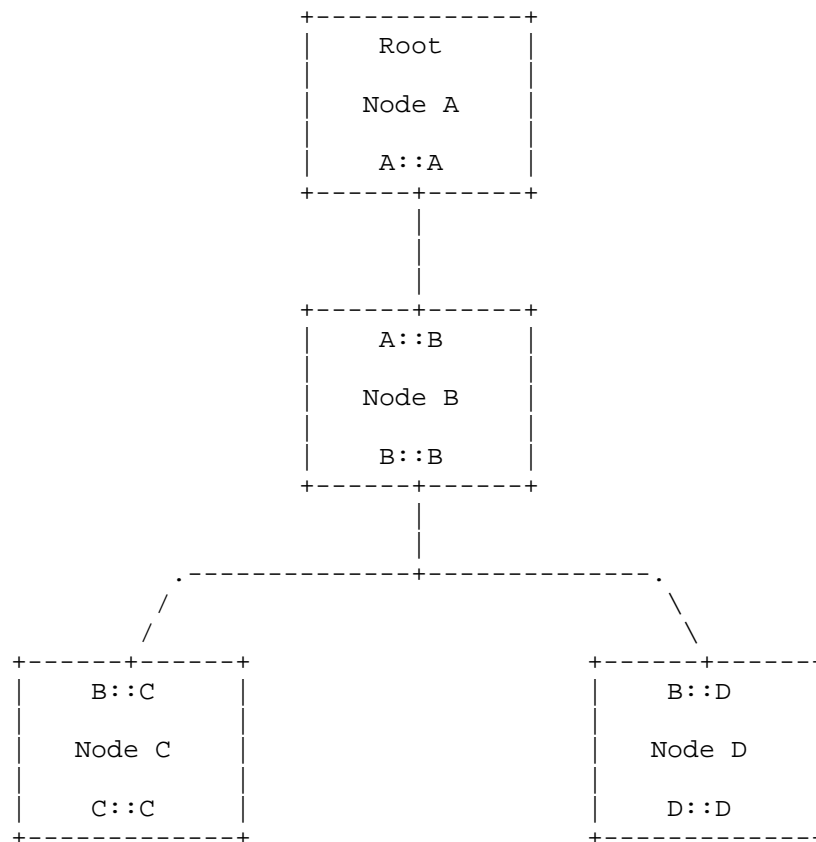 Root
Node A
A::A
A::B
Node B
B::B
B::C
Node C
C::C
B::D
Node D
D::D